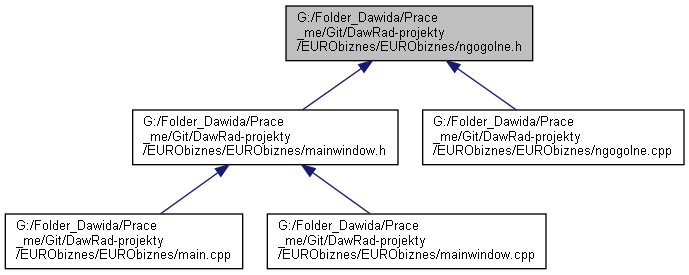 G:/Folder_Dawida/Prace
_me/Git/DawRad-projekty
/EURObiznes/EURObiznes/ngogolne.h
G:/Folder_Dawida/Prace
_me/Git/DawRad-projekty
/EURObiznes/EURObiznes/mainwindow.h
G:/Folder_Dawida/Prace
_me/Git/DawRad-projekty
/EURObiznes/EURObiznes/ngogolne.cpp
G:/Folder_Dawida/Prace
_me/Git/DawRad-projekty
/EURObiznes/EURObiznes/main.cpp
G:/Folder_Dawida/Prace
_me/Git/DawRad-projekty
/EURObiznes/EURObiznes/mainwindow.cpp